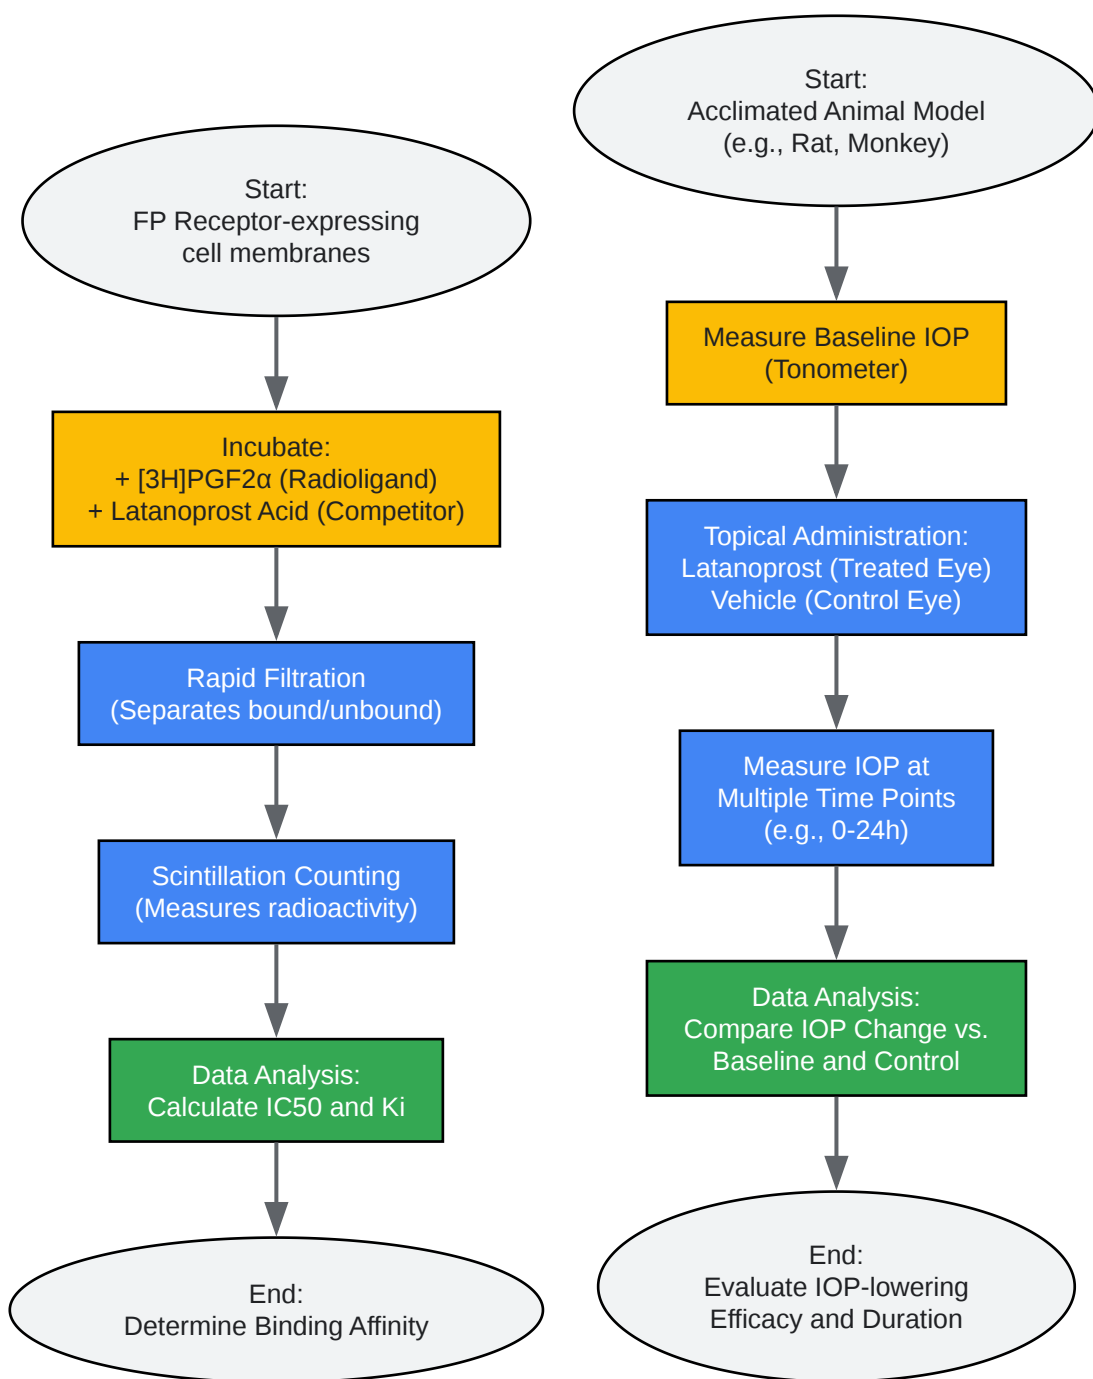 Start:
FP Receptor-expressing
cell membranes
Incubate:
+ [3H]PGF2α (Radioligand)
+ Latanoprost Acid (Competitor)
Rapid Filtration
(Separates bound/unbound)
Scintillation Counting
(Measures radioactivity)
Data Analysis:
Calculate IC50 and Ki
End:
Determine Binding Affinity
Start:
Acclimated Animal Model
(e.g., Rat, Monkey)
Measure Baseline IOP
(Tonometer)
Topical Administration:
Latanoprost (Treated Eye)
Vehicle (Control Eye)
Measure IOP at
Multiple Time Points
(e.g., 0-24h)
Data Analysis:
Compare IOP Change vs.
Baseline and Control
End:
Evaluate IOP-lowering
Efficacy and Duration